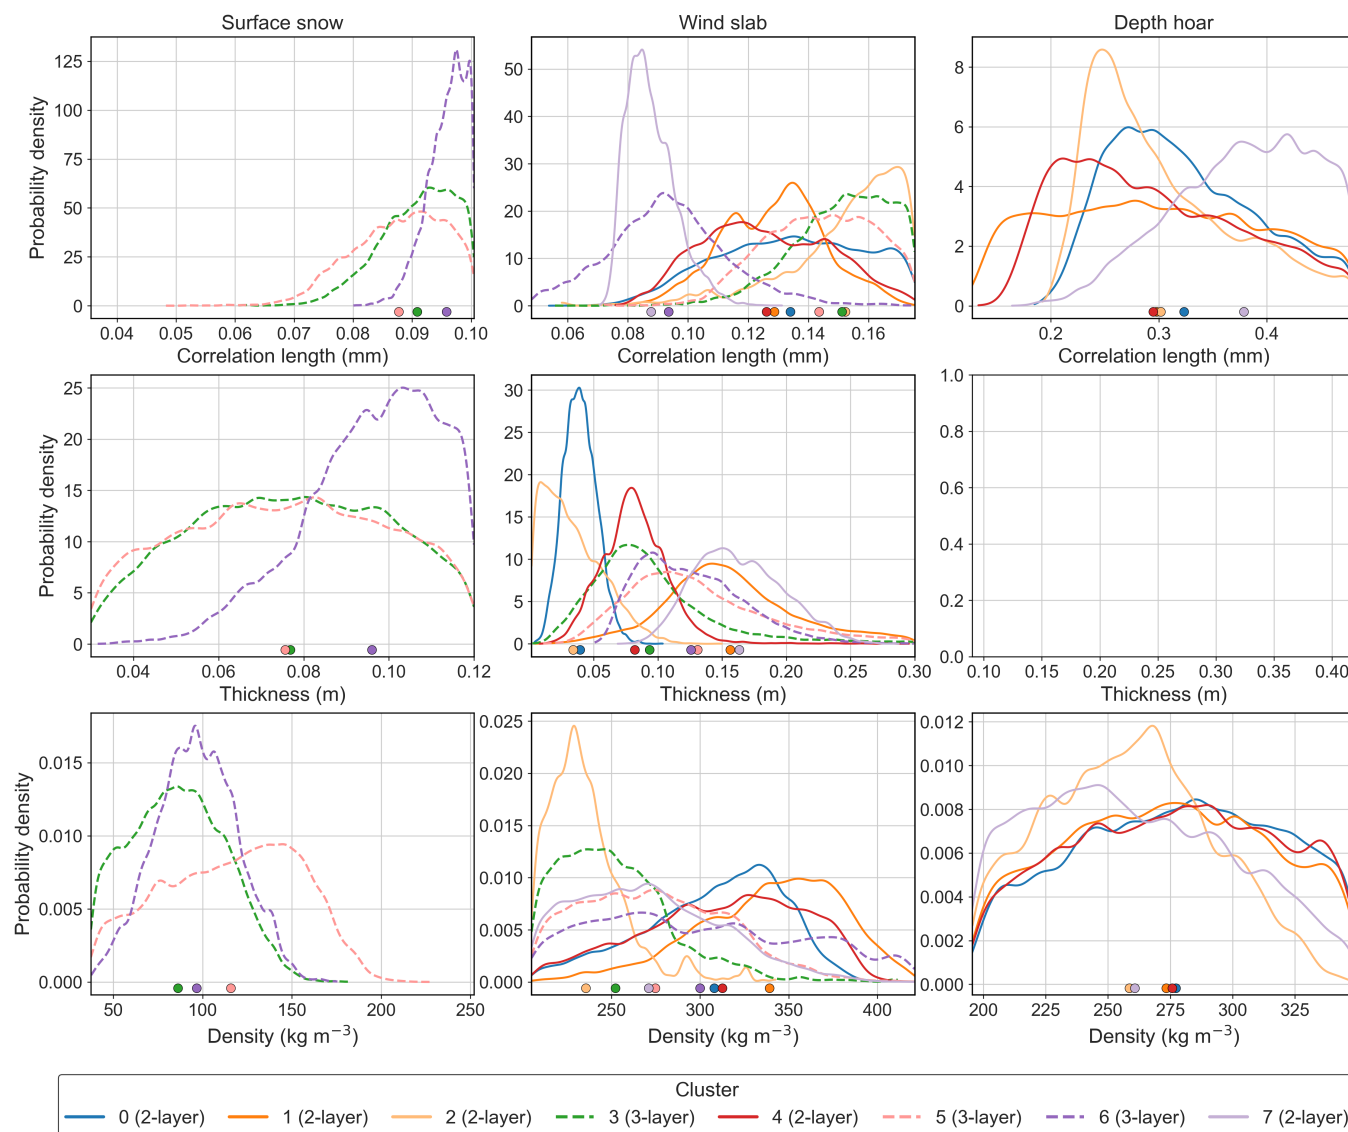 Surface snow
Wind slab
Depth hoar
Probability density
0
25
50
75
100
125
0.04 0.05 0.06 0.07 0.08 0.09 0.10
Correlation length (mm)
0
10
20
30
40
50
0.06 0.08 0.10 0.12 0.14 0.16
Correlation length (mm)
0
2
4
6
8
0.2 0.3 0.4
Correlation length (mm)
Probability density
0
5
10
15
20
25
0.04 0.06 0.08 0.10 0.12
Thickness (m)
0
5
10
15
20
25
30
0.05 0.10 0.15 0.20 0.25 0.30
Thickness (m)
0.0
0.2
0.4
0.6
0.8
1.0
0.10 0.15 0.20 0.25 0.30 0.35 0.40
Thickness (m)
Probability density
0.000
0.005
0.010
0.015
50 100 150 200 250
Density (kg m⁻³)
0.000
0.005
0.010
0.015
0.020
0.025
250 300 350 400
Density (kg m⁻³)
0.000
0.002
0.004
0.006
0.008
0.010
0.012
200 225 250 275 300 325
Density (kg m⁻³)
Cluster
0 (2-layer) 1 (2-layer) 2 (2-layer) 3 (3-layer) 4 (2-layer) 5 (3-layer) 6 (3-layer) 7 (2-layer)